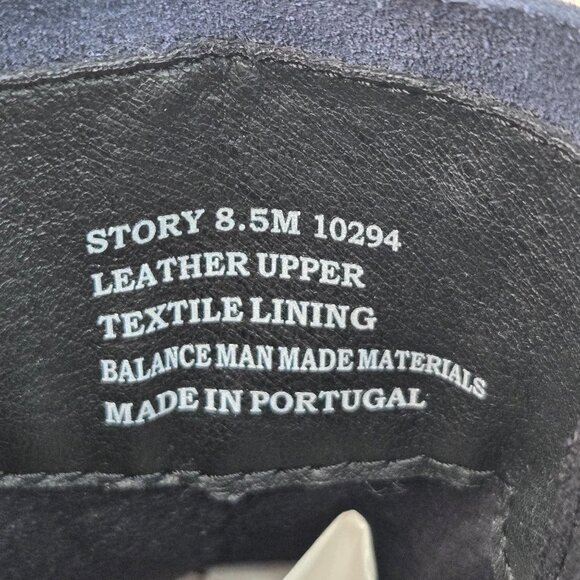 STORY 8.5M 10294
LEATHER UPPER
TEXTILE LINING
BALANCE MAN MADE MATERIALS
MADE IN PORTUGAL